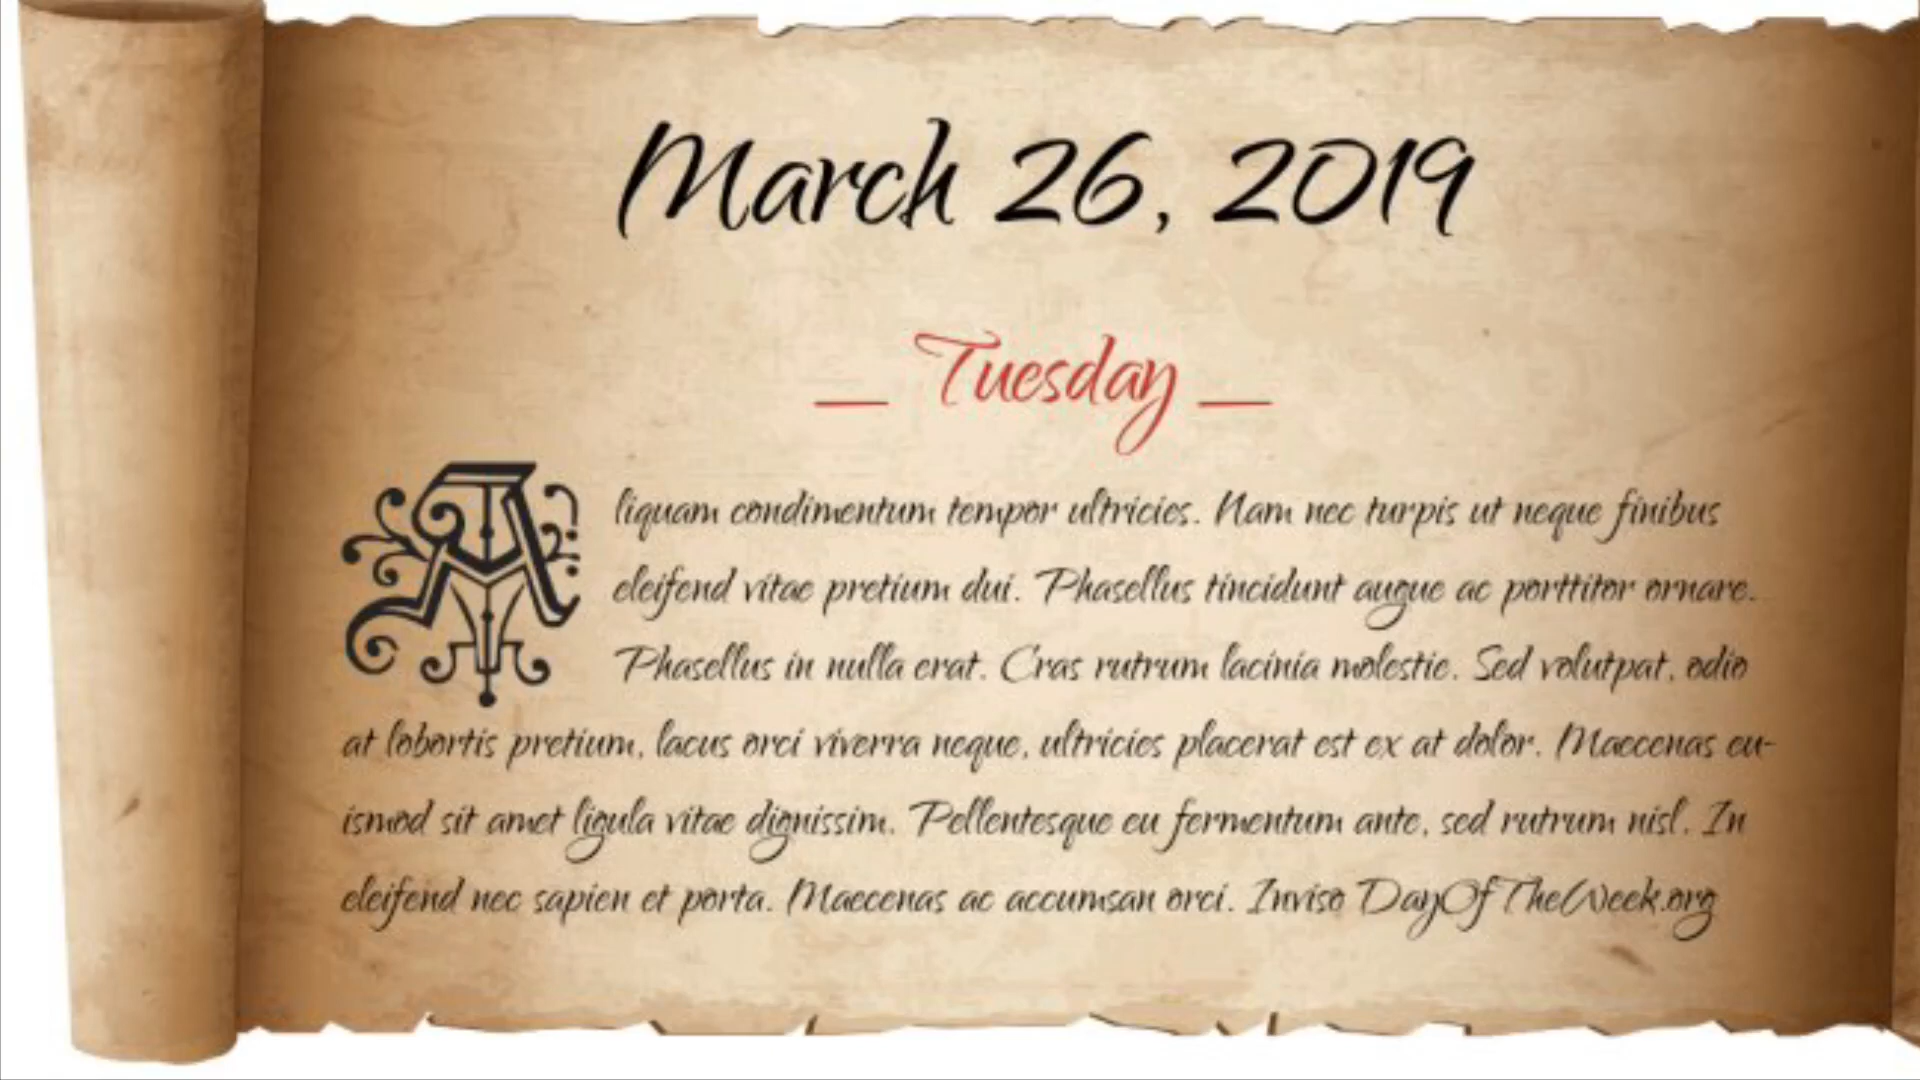 March 26, 2019
__ Tuesday __
Aliquam condimentum tempor ultricies. Nam nec turpis ut neque finibus
eleifend vitae pretium dui. Phasellus tincidunt augue ac porttitor ornare.
Phasellus in nulla erat. Cras rutrum lacinia molestie. Sed volutpat, odio
at lobortis pretium, lacus orci viverra neque, ultricies placerat est ex at dolor. Maecenas eu-
ismod sit amet ligula vitae dignissim. Pellentesque eu fermentum ante, sed rutrum nisl. In
eleifend nec sapien et porta. Maecenas ac accumsan orci. Inviso DayOfTheWeek.org